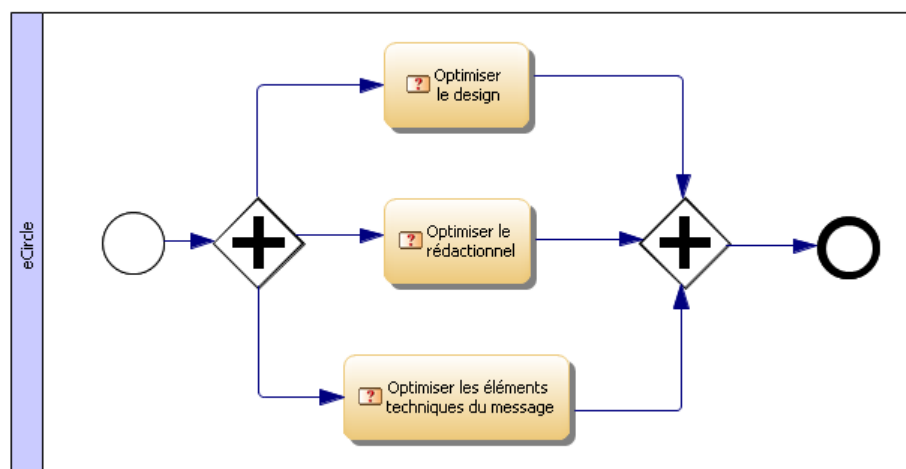 eCircle
Optimiser
le design
Optimiser le
rédactionnel
Optimiser les éléments
techniques du message